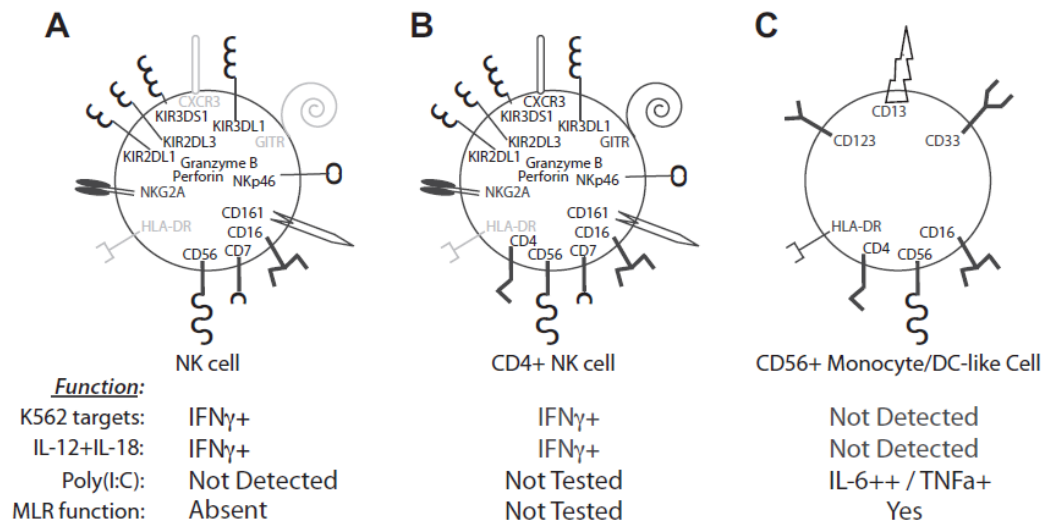 A
CXCR3
KIR3DS1
KIR3DL1
KIR2DL3
GITR
KIR2DL1
Granzyme B
Perforin
NKp46
NKG2A
CD161
HLA-DR
CD16
CD56
CD7
NK cell
B
CXCR3
KIR3DS1
KIR3DL1
KIR2DL3
GITR
KIR2DL1
Granzyme B
Perforin
NKp46
NKG2A
CD161
HLA-DR
CD16
CD4
CD7
CD56
CD4+ NK cell
C
CD13
CD123
CD33
HLA-DR
CD16
CD4
CD56
CD56+ Monocyte/DC-like Cell
Function:
K562 targets: IFNγ+ IFNγ+ Not Detected
IL-12+IL-18: IFNγ+ IFNγ+ Not Detected
Poly(I:C): Not Detected Not Tested IL-6++ / TNFa+
MLR function: Absent Not Tested Yes